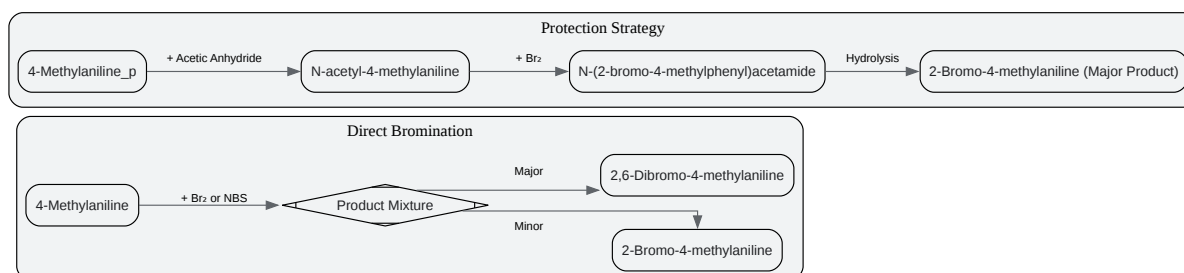 Protection Strategy
4-Methylaniline_p
+ Acetic Anhydride
N-acetyl-4-methylaniline
+ Br₂
N-(2-bromo-4-methylphenyl)acetamide
Hydrolysis
2-Bromo-4-methylaniline (Major Product)
Direct Bromination
4-Methylaniline
+ Br₂ or NBS
Product Mixture
Major
2,6-Dibromo-4-methylaniline
Minor
2-Bromo-4-methylaniline